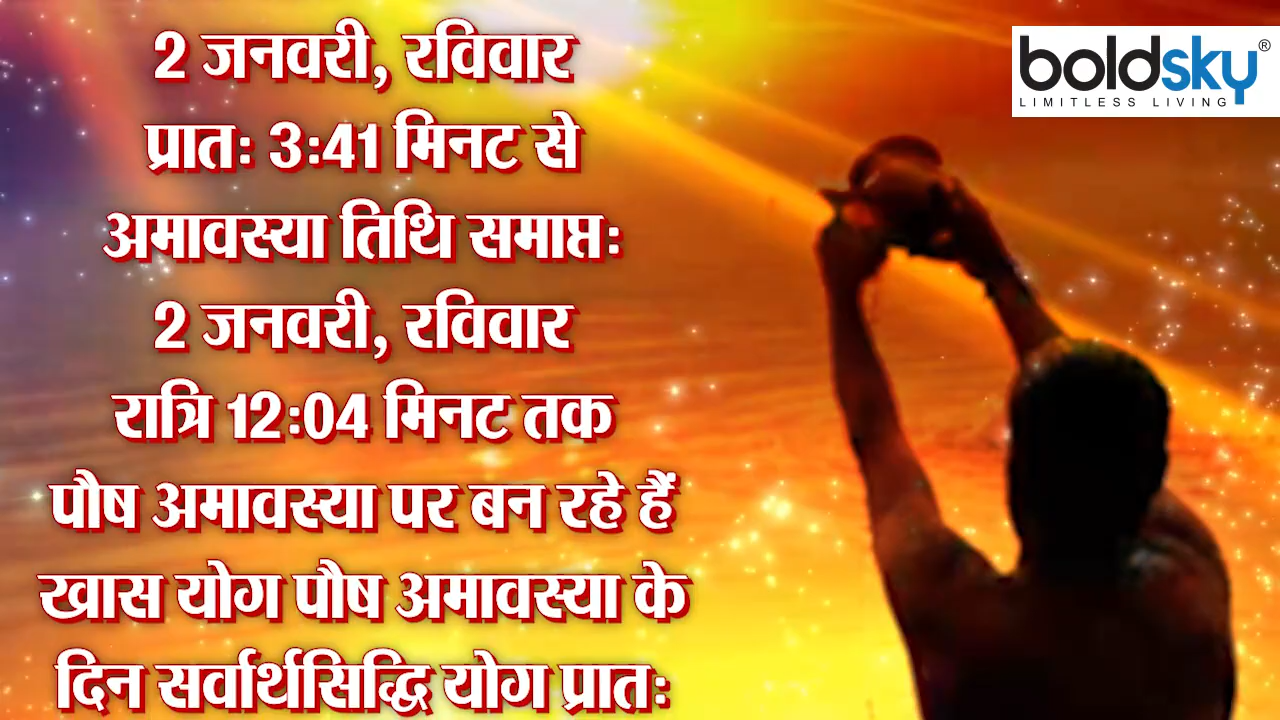 2 जनवरी, रविवार
प्रातः 3:41 मिनट से
अमावस्या तिथि समाप्तः
2 जनवरी, रविवार
रात्रि 12:04 मिनट तक
पौष अमावस्या पर बन रहे हैं
खास योग पौष अमावस्या के
दिन सर्वार्थसिद्धि योग प्रातः
boldsky®
LIMITLESS LIVING